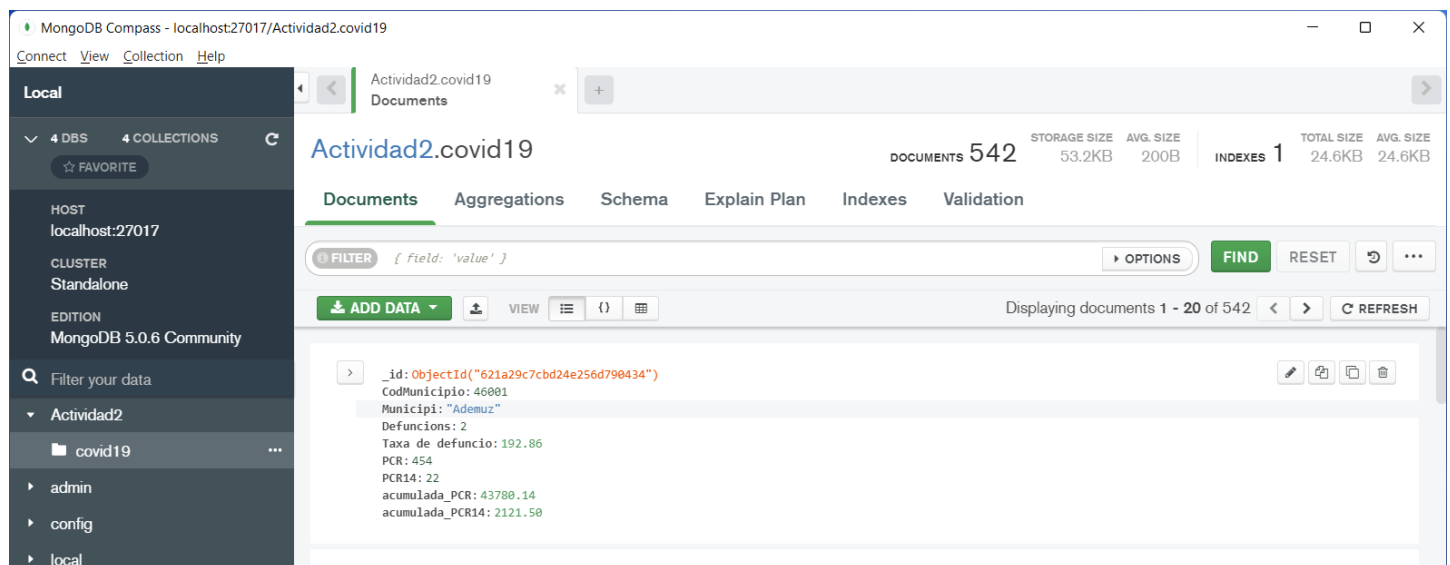 MongoDB Compass - localhost:27017/Actividad2.covid19
Connect View Collection Help
Local
Actividad2.covid19
Documents
4 DBS 4 COLLECTIONS
FAVORITE
Actividad2.covid19
DOCUMENTS 542 STORAGE SIZE 53.2KB AVG. SIZE 200B INDEXES 1 TOTAL SIZE 24.6KB AVG. SIZE 24.6KB
HOST
localhost:27017
CLUSTER
Standalone
EDITION
MongoDB 5.0.6 Community
Filter your data
Actividad2
covid19
admin
config
local
Documents Aggregations Schema Explain Plan Indexes Validation
FILTER { field: 'value' } OPTIONS FIND RESET
ADD DATA VIEW {} Displaying documents 1 - 20 of 542 REFRESH
_id: ObjectId("621a29c7cbd24e256d790434")
CodMunicipio: 46001
Municipi: "Ademuz"
Defuncions: 2
Taxa de defuncio: 192.86
PCR: 454
PCR14: 22
acumulada_PCR: 43780.14
acumulada_PCR14: 2121.50